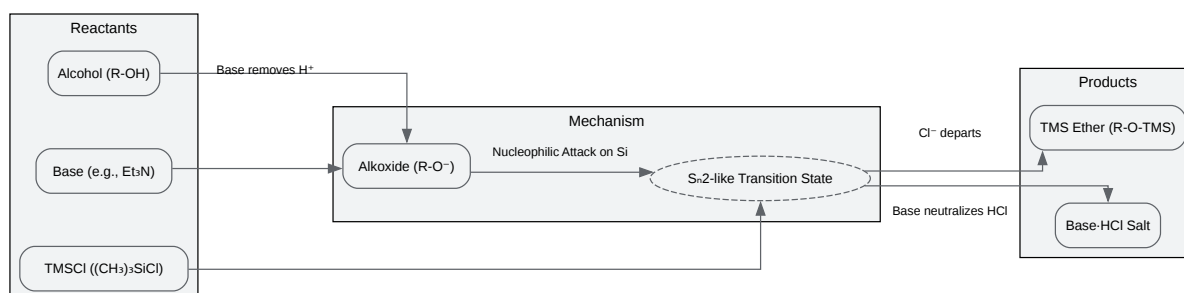 Reactants
Alcohol (R-OH)
Base removes H⁺
Base (e.g., Et₃N)
TMSCl ((CH₃)₃SiCl)
Mechanism
Alkoxide (R-O⁻)
Nucleophilic Attack on Si
Sₙ2-like Transition State
Cl⁻ departs
Base neutralizes HCl
Products
TMS Ether (R-O-TMS)
Base·HCl Salt